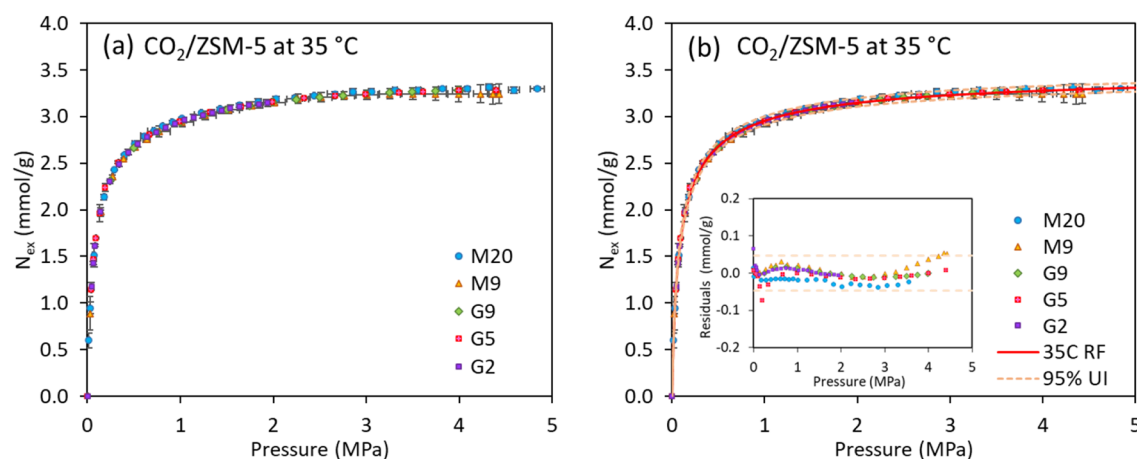 (a) CO₂/ZSM-5 at 35 °C
N_ex (mmol/g)
4.0
3.5
3.0
2.5
2.0
1.5
1.0
0.5
0.0
M20
M9
G9
G5
G2
0 1 2 3 4 5
Pressure (MPa)
(b) CO₂/ZSM-5 at 35 °C
N_ex (mmol/g)
4.0
3.5
3.0
2.5
2.0
1.5
1.0
0.5
0.0
Residuals (mmol/g)
0.2
0.1
0.0
-0.1
-0.2
0 1 2 3 4 5
Pressure (MPa)
M20
M9
G9
G5
G2
35C RF
95% UI
0 1 2 3 4 5
Pressure (MPa)